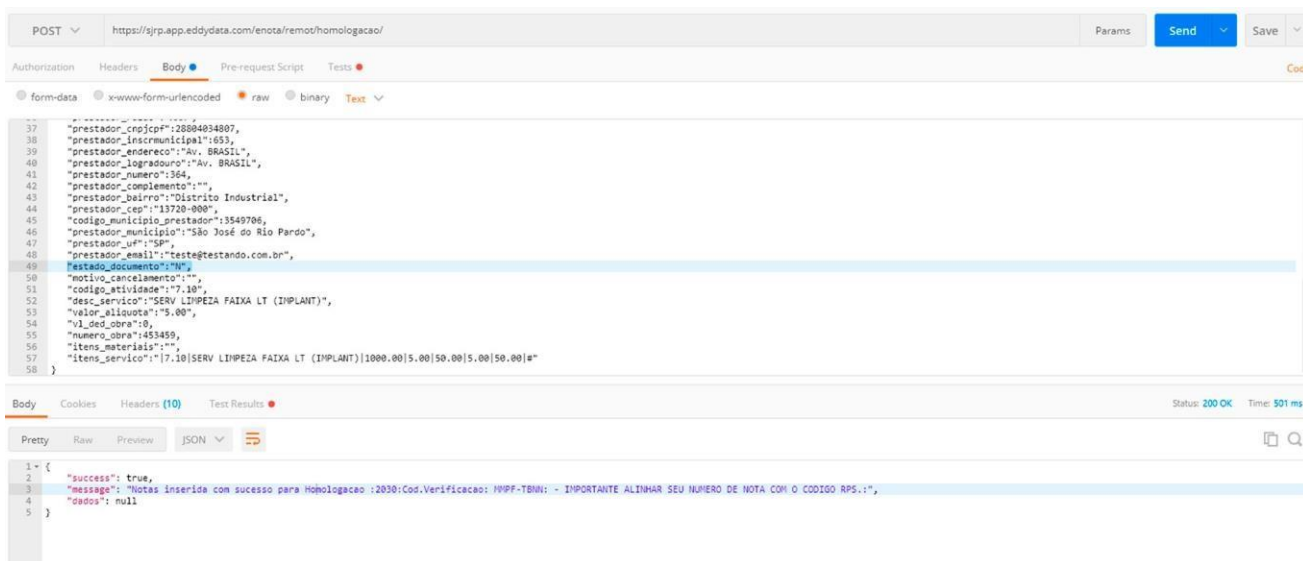 POST https://sjrp.app.eddydata.com/enota/remot/homologacao/ Params Send Save
Authorization Headers Body Pre-request Script Tests
form-data x-www-form-urlencoded raw binary Text
37 "prestador_cnpjcpf":28804034807,
38 "prestador_inscrmunicipal":653,
39 "prestador_endereco":"Av. BRASIL",
40 "prestador_logradouro":"Av. BRASIL",
41 "prestador_numero":364,
42 "prestador_complemento":"",
43 "prestador_bairro":"Distrito Industrial",
44 "prestador_cep":"13720-000",
45 "codigo_municipio_prestador":3549706,
46 "prestador_municipio":"São José do Rio Pardo",
47 "prestador_uf":"SP",
48 "prestador_email":"teste@testando.com.br",
49 "estado_documento":"N",
50 "motivo_cancelamento":"",
51 "codigo_atividade":"7.10",
52 "desc_servico":"SERV LIMPEZA FAIXA LT (IMPLANT)",
53 "valor_aliquota":"5.00",
54 "vl_ded_obra":0,
55 "numero_obra":453459,
56 "itens_materiais":"",
57 "itens_servico":"|7.10|SERV LIMPEZA FAIXA LT (IMPLANT)|1000.00|5.00|50.00|5.00|50.00|#"
58 }
Body Cookies Headers (10) Test Results Status: 200 OK Time: 501 ms
Pretty Raw Preview JSON
1 {
2 "success": true,
3 "message": "Notas inserida com sucesso para Homologacao :2030:Cod.Verificacao: MMPF-TBNN: - IMPORTANTE ALINHAR SEU NUMERO DE NOTA COM O CODIGO RPS.:",
4 "dados": null
5 }